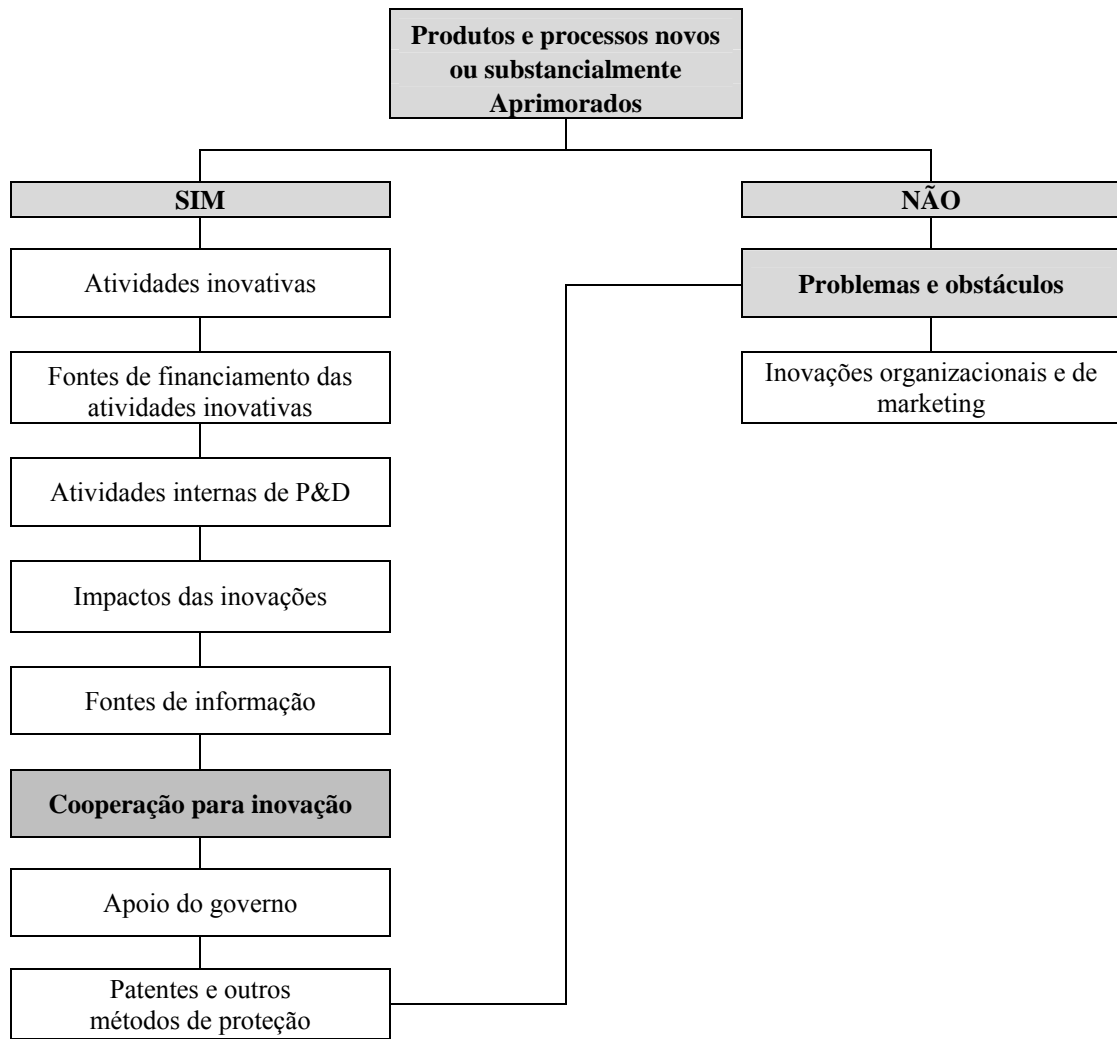 Produtos e processos novos
ou substancialmente
Aprimorados
SIM
NÃO
Atividades inovativas
Problemas e obstáculos
Fontes de financiamento das
atividades inovativas
Inovações organizacionais e de
marketing
Atividades internas de P&D
Impactos das inovações
Fontes de informação
Cooperação para inovação
Apoio do governo
Patentes e outros
métodos de proteção